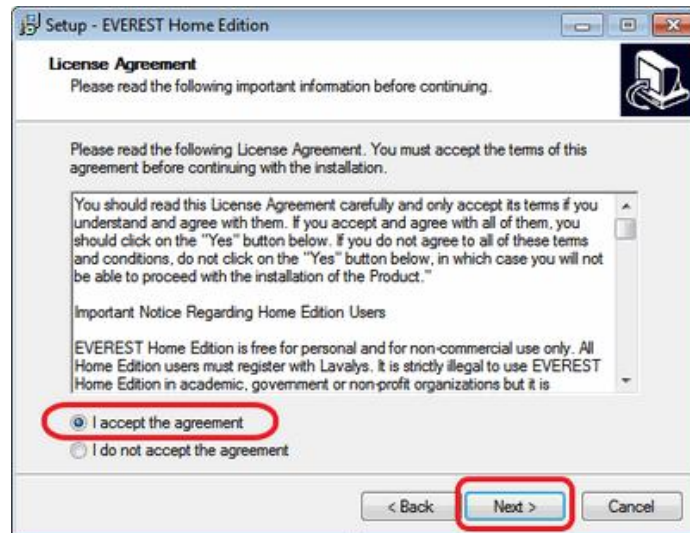 Setup - EVEREST Home Edition
License Agreement
Please read the following important information before continuing.
Please read the following License Agreement. You must accept the terms of this
agreement before continuing with the installation.
You should read this License Agreement carefully and only accept its terms if you
understand and agree with them. If you accept and agree with all of them, you
should click on the "Yes" button below. If you do not agree to all of these terms
and conditions, do not click on the "Yes" button below, in which case you will not
be able to proceed with the installation of the Product."
Important Notice Regarding Home Edition Users
EVEREST Home Edition is free for personal and for non-commercial use only. All
Home Edition users must register with Lavalys. It is strictly illegal to use EVEREST
Home Edition in academic, government or non-profit organizations but it is
I accept the agreement
I do not accept the agreement
< Back Next > Cancel